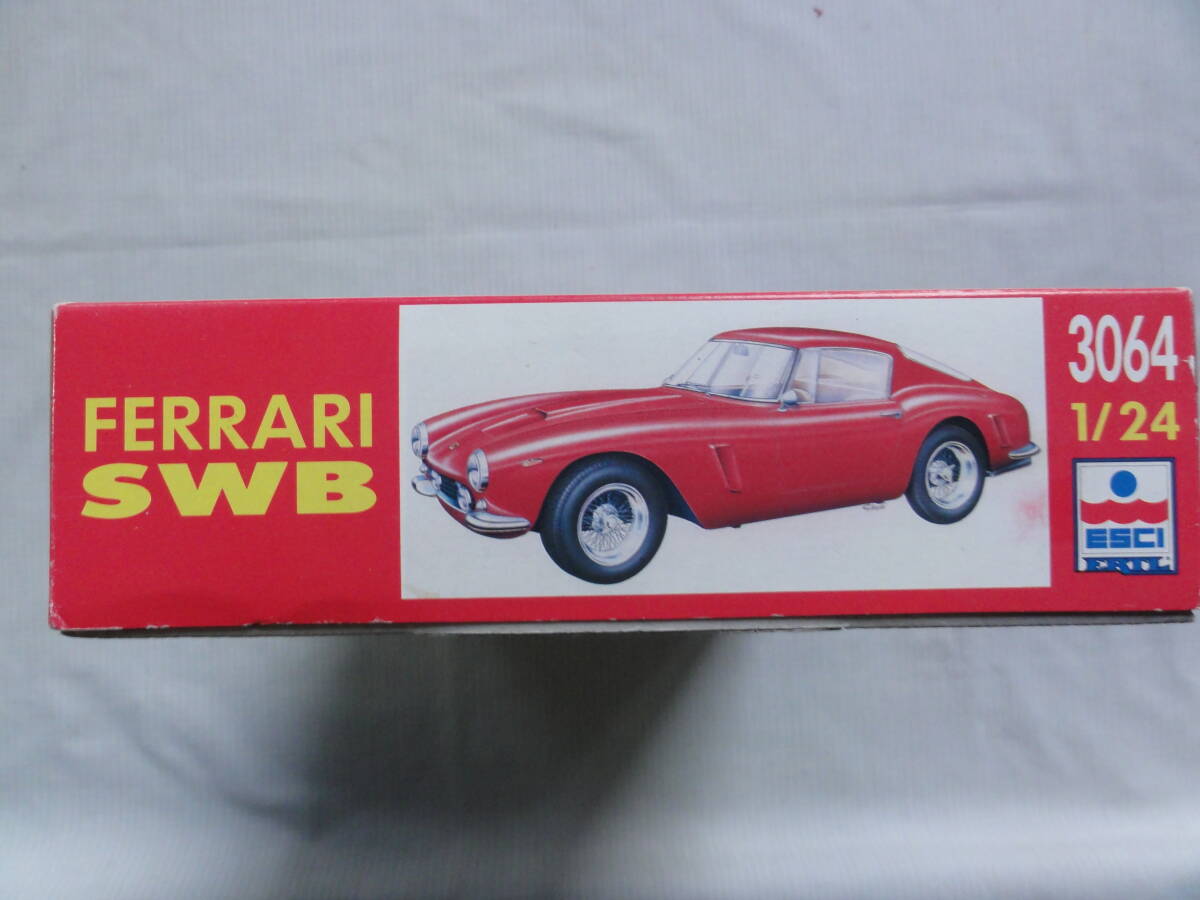 FERRARI
SWB
3064
1/24
ESCI
ERTL